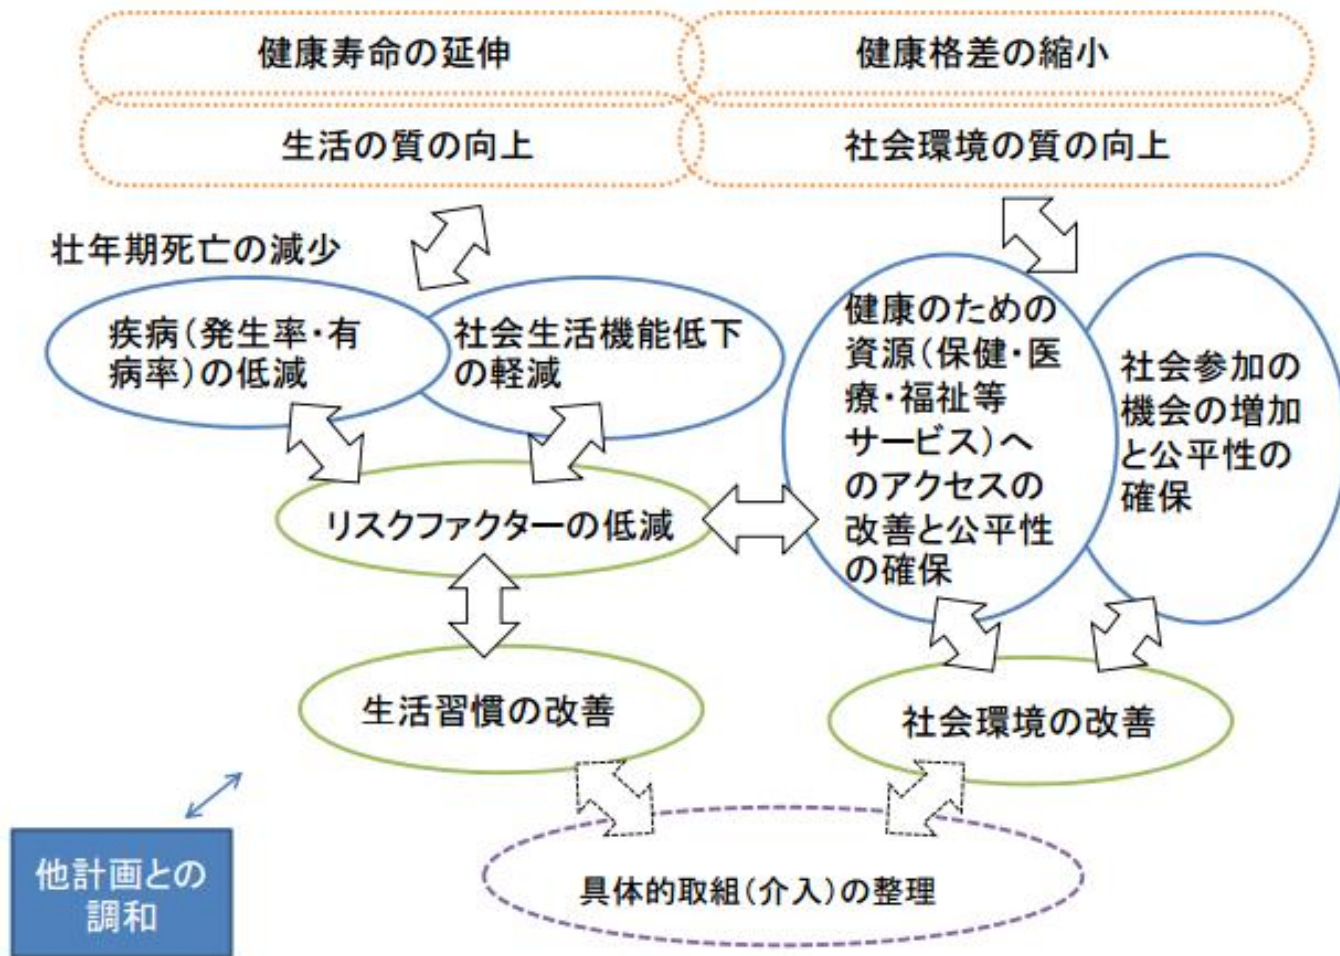 健康寿命の延伸
健康格差の縮小
生活の質の向上
社会環境の質の向上
壮年期死亡の減少
疾病(発生率・有
病率)の低減
社会生活機能低下
の軽減
健康のための
資源(保健・医
療・福祉等
サービス)へ
のアクセスの
改善と公平性
の確保
社会参加の
機会の増加
と公平性の
確保
リスクファクターの低減
生活習慣の改善
社会環境の改善
他計画との
調和
具体的取組(介入)の整理